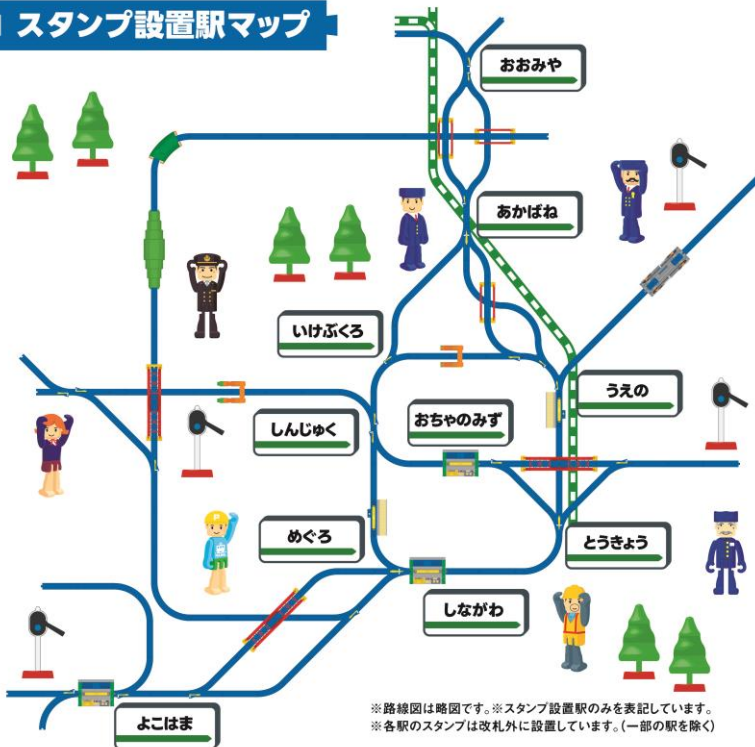 スタンプ設置駅マップ
おおみや
あかばね
いけぶくろ
うえの
しんじゅく
おちゃのみず
めぐろ
とうきょう
しながわ
よこはま
※路線図は略図です。※スタンプ設置駅のみを表記しています。
※各駅のスタンプは改札外に設置しています。(一部の駅を除く)